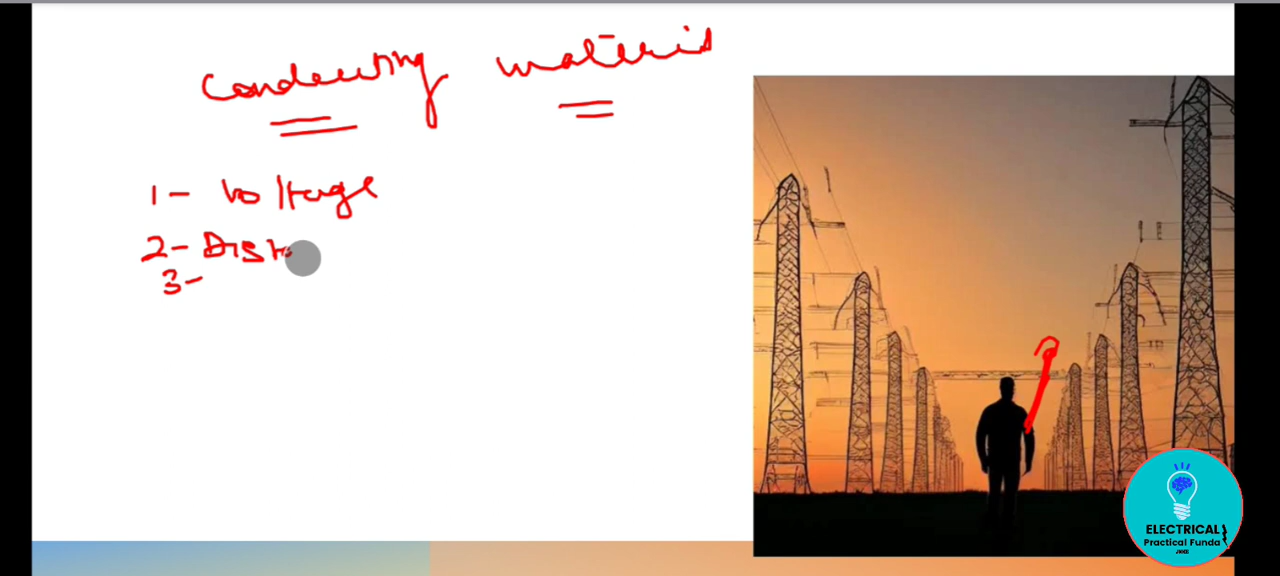 Conducting material
1- Voltage
2- Dist
3-
ELECTRICAL
Practical Funda